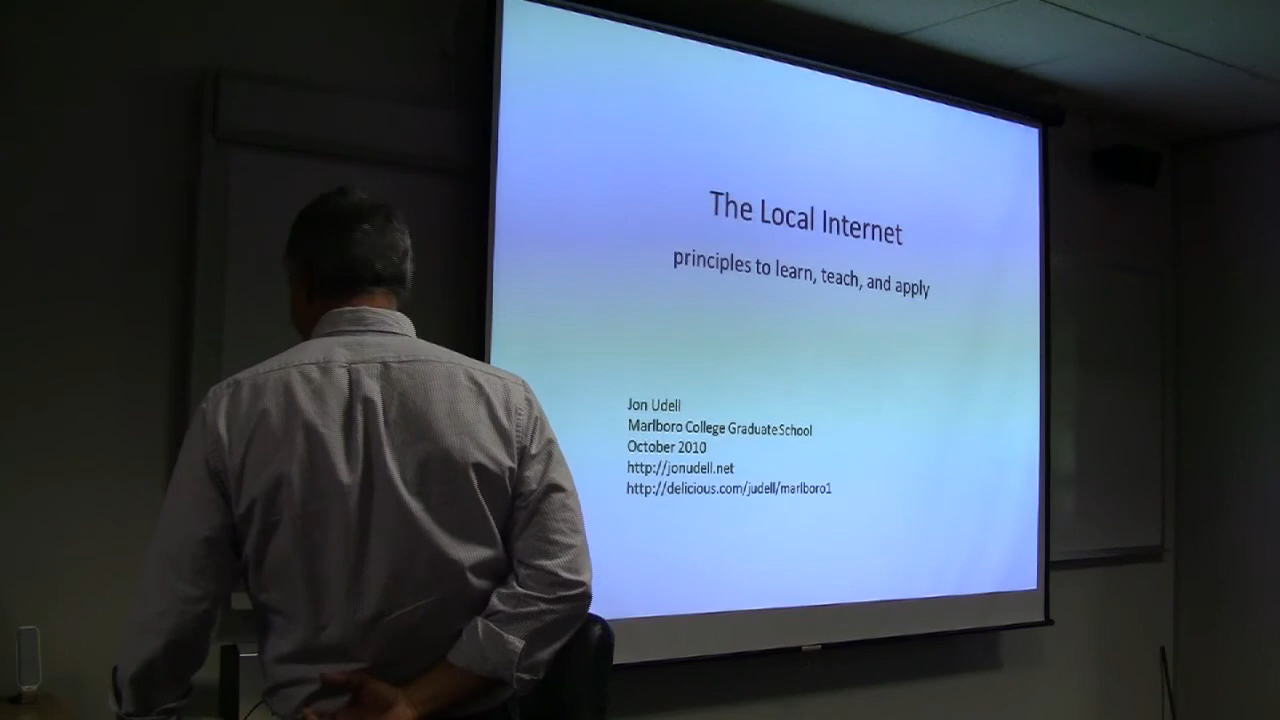 The Local Internet
principles to learn, teach, and apply
Jon Udell
Marlboro College Graduate School
October 2010
http://jonudell.net
http://delicious.com/judell/marlboro1